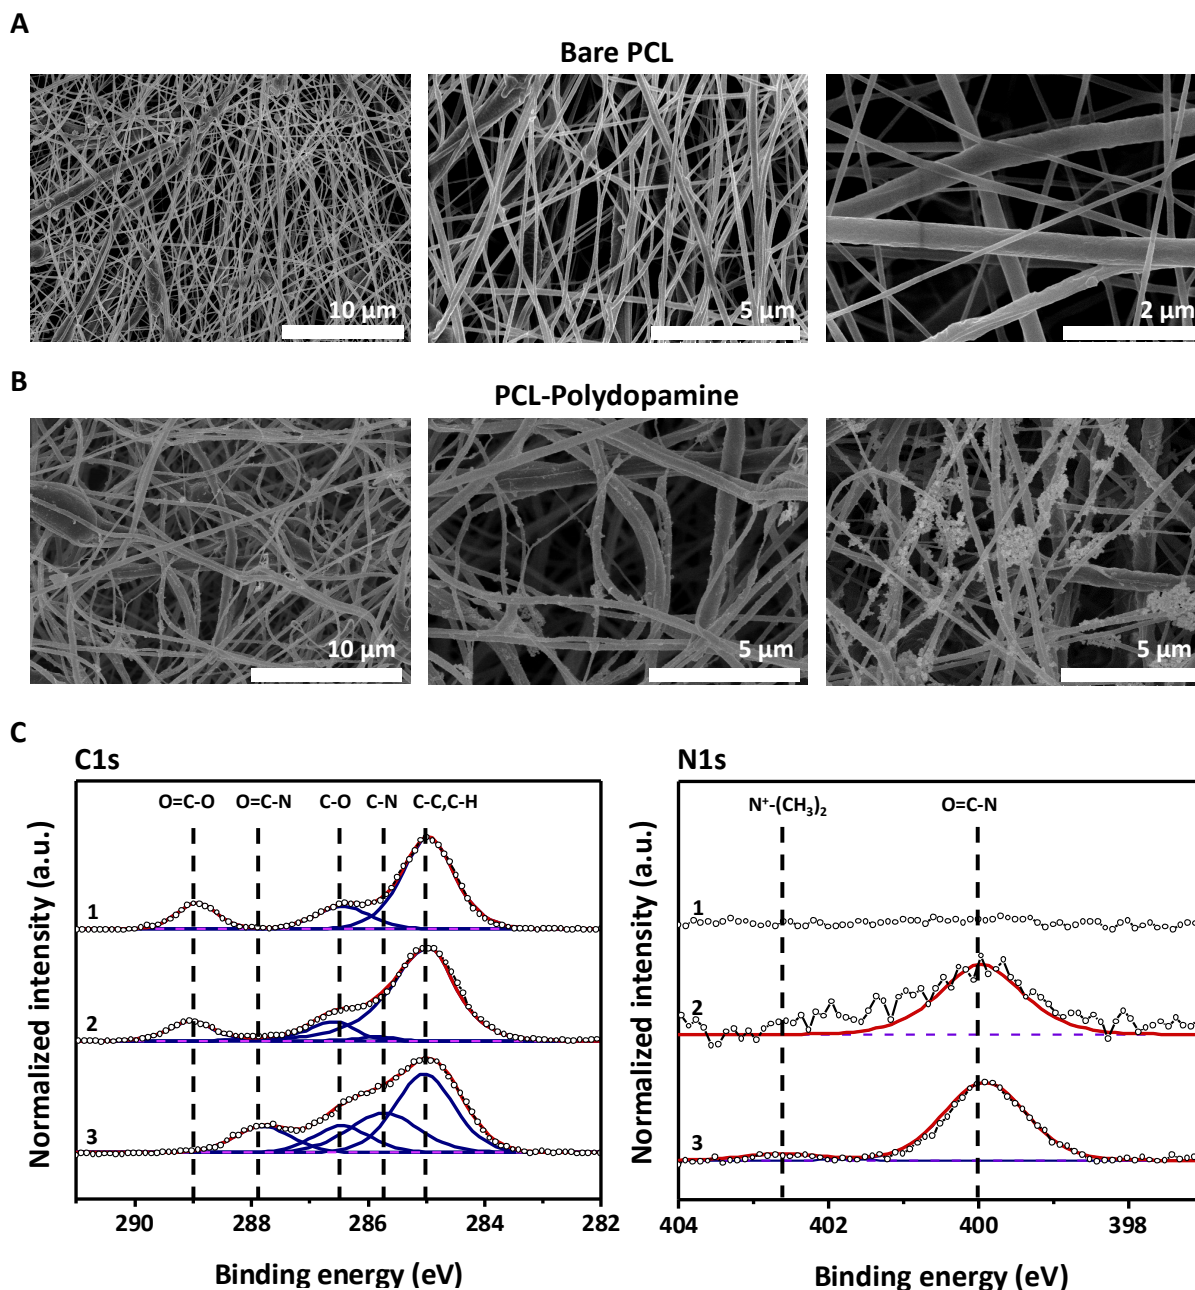 A
Bare PCL
10 µm
5 µm
2 µm
B
PCL-Polydopamine
10 µm
5 µm
5 µm
C
C1s
O=C-O O=C-N C-O C-N C-C,C-H
1
2
3
290 288 286 284 282
Binding energy (eV)
Normalized intensity (a.u.)
N1s
N⁺-(CH₃)₂ O=C-N
1
2
3
404 402 400 398
Binding energy (eV)
Normalized intensity (a.u.)